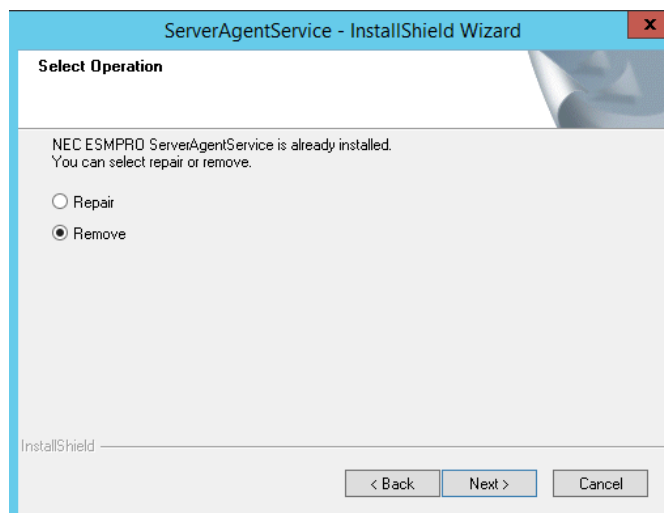 ServerAgentService - InstallShield Wizard
x
Select Operation
NEC ESMPRO ServerAgentService is already installed.
You can select repair or remove.
Repair
Remove
InstallShield
< Back Next > Cancel